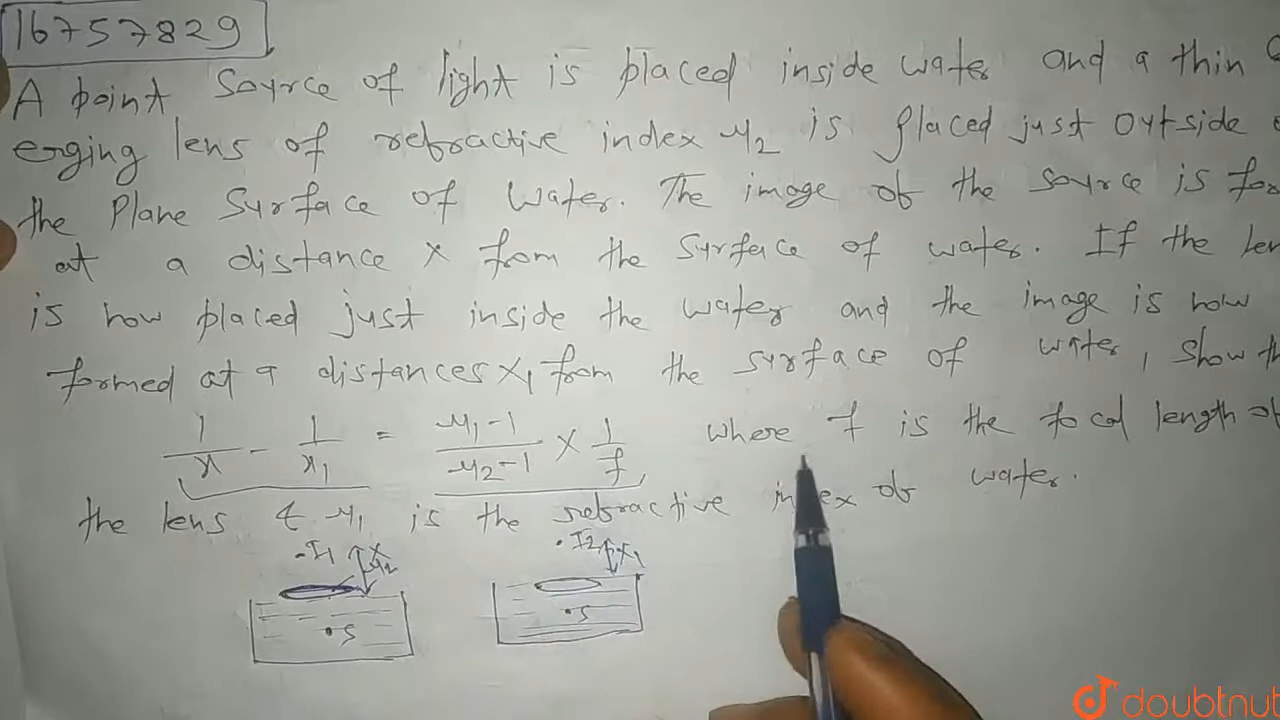 16757829
A point Source of light is placed inside water and a thin C
erging lens of refractive index μ2 is placed just outside o
the Plane Surface of water. The image of the source is for
at a distance x from the surface of water. If the len
is now placed just inside the water and the image is now
formed at a distances x1 from the surface of water, show th
1/x - 1/x1 = μ1-1/μ2-1 × 1/f where f is the focal length of
the lens & μ1 is the refractive index of water.
I1 x I2 x1
μ2
S S
doubtnut